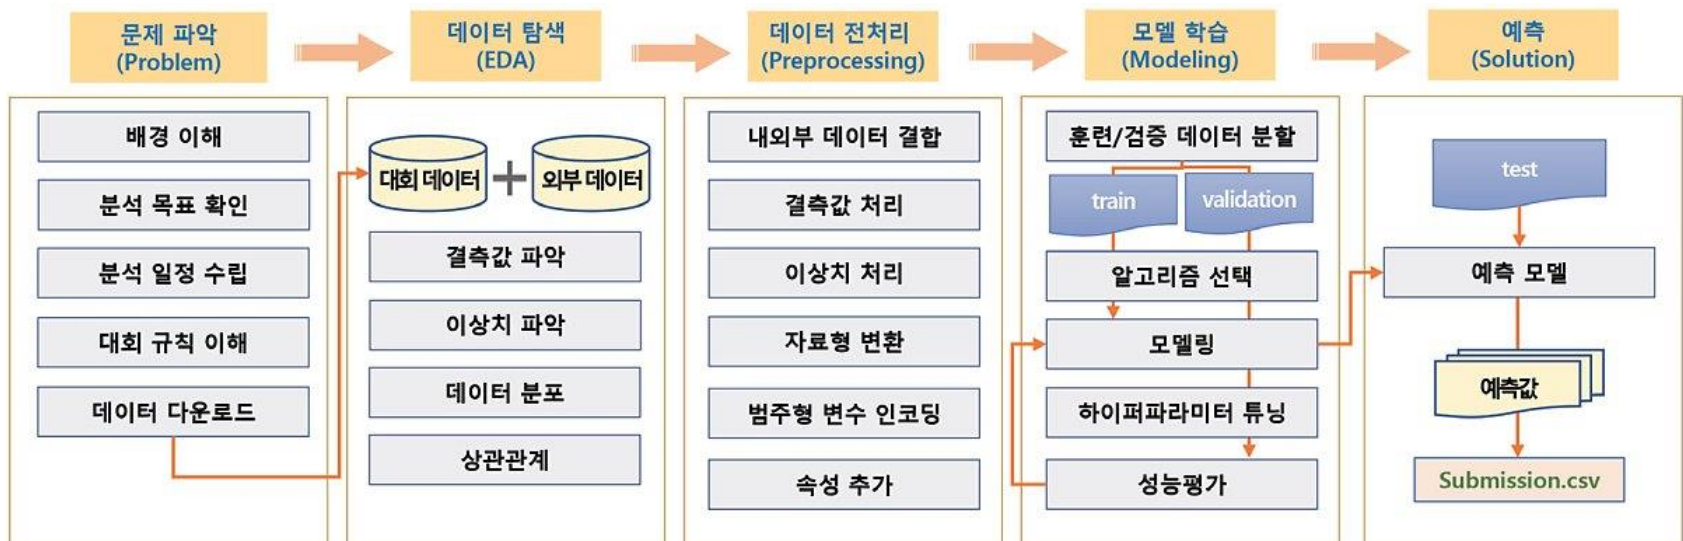 문제 파악
(Problem)
데이터 탐색
(EDA)
데이터 전처리
(Preprocessing)
모델 학습
(Modeling)
예측
(Solution)
배경 이해
분석 목표 확인
분석 일정 수립
대회 규칙 이해
데이터 다운로드
대회 데이터
+
외부 데이터
결측값 파악
이상치 파악
데이터 분포
상관관계
내외부 데이터 결합
결측값 처리
이상치 처리
자료형 변환
범주형 변수 인코딩
속성 추가
훈련/검증 데이터 분할
train
validation
알고리즘 선택
모델링
하이퍼파라미터 튜닝
성능평가
test
예측 모델
예측값
Submission.csv